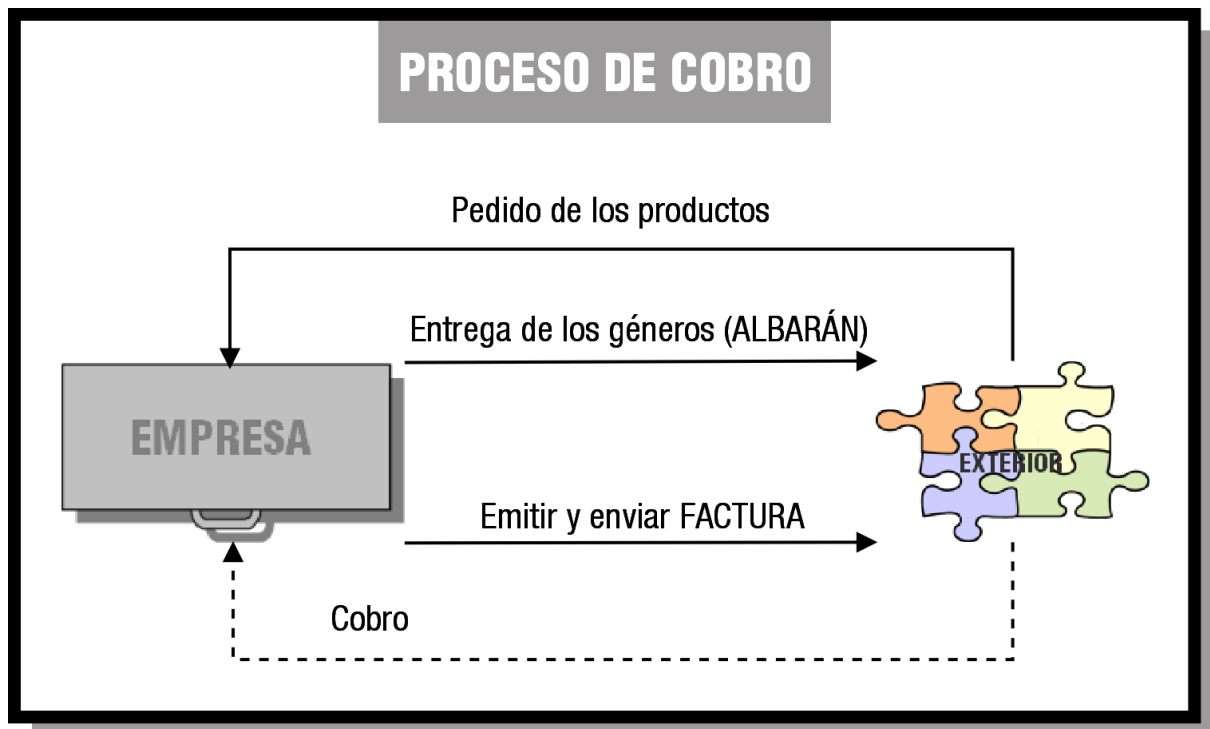 PROCESO DE COBRO
Pedido de los productos
Entrega de los géneros (ALBARÁN)
EMPRESA
EXTERIOR
Emitir y enviar FACTURA
Cobro